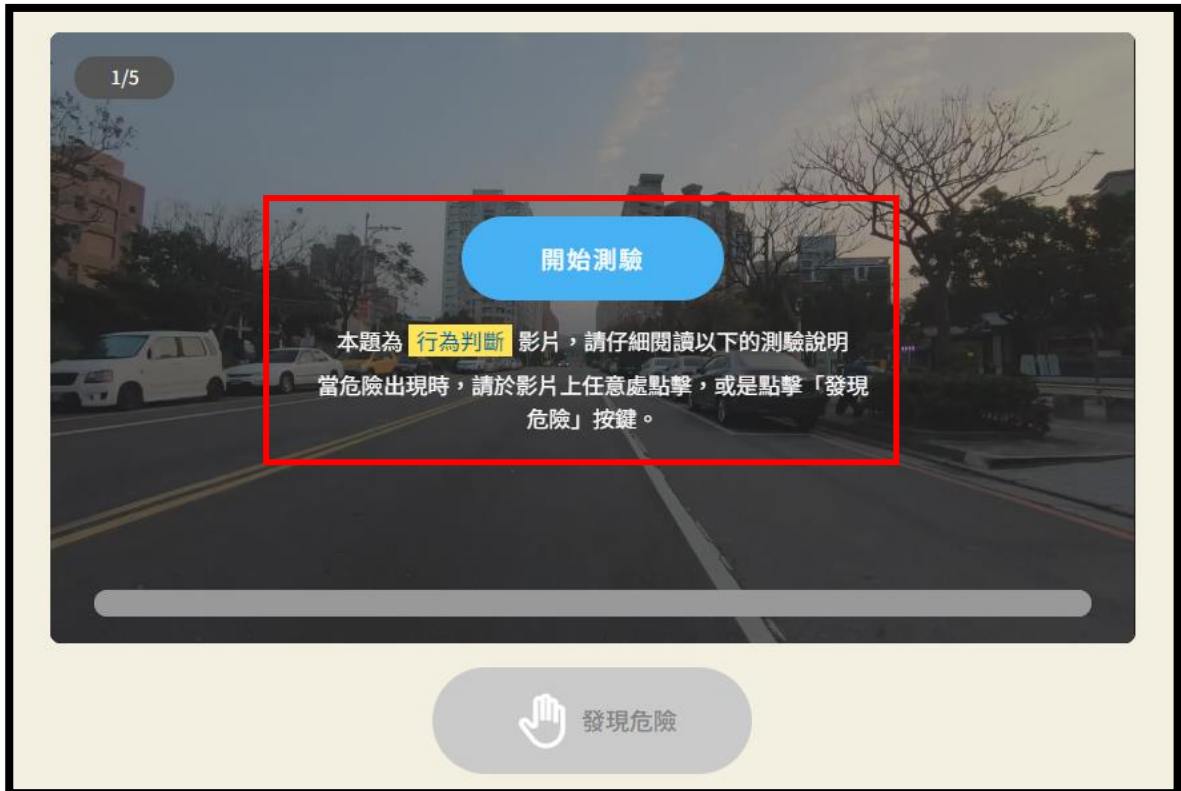 1/5
開始測驗
本題為 行為判斷 影片，請仔細閱讀以下的測驗說明
當危險出現時，請於影片上任意處點擊，或是點擊「發現
危險」按鍵。
發現危險